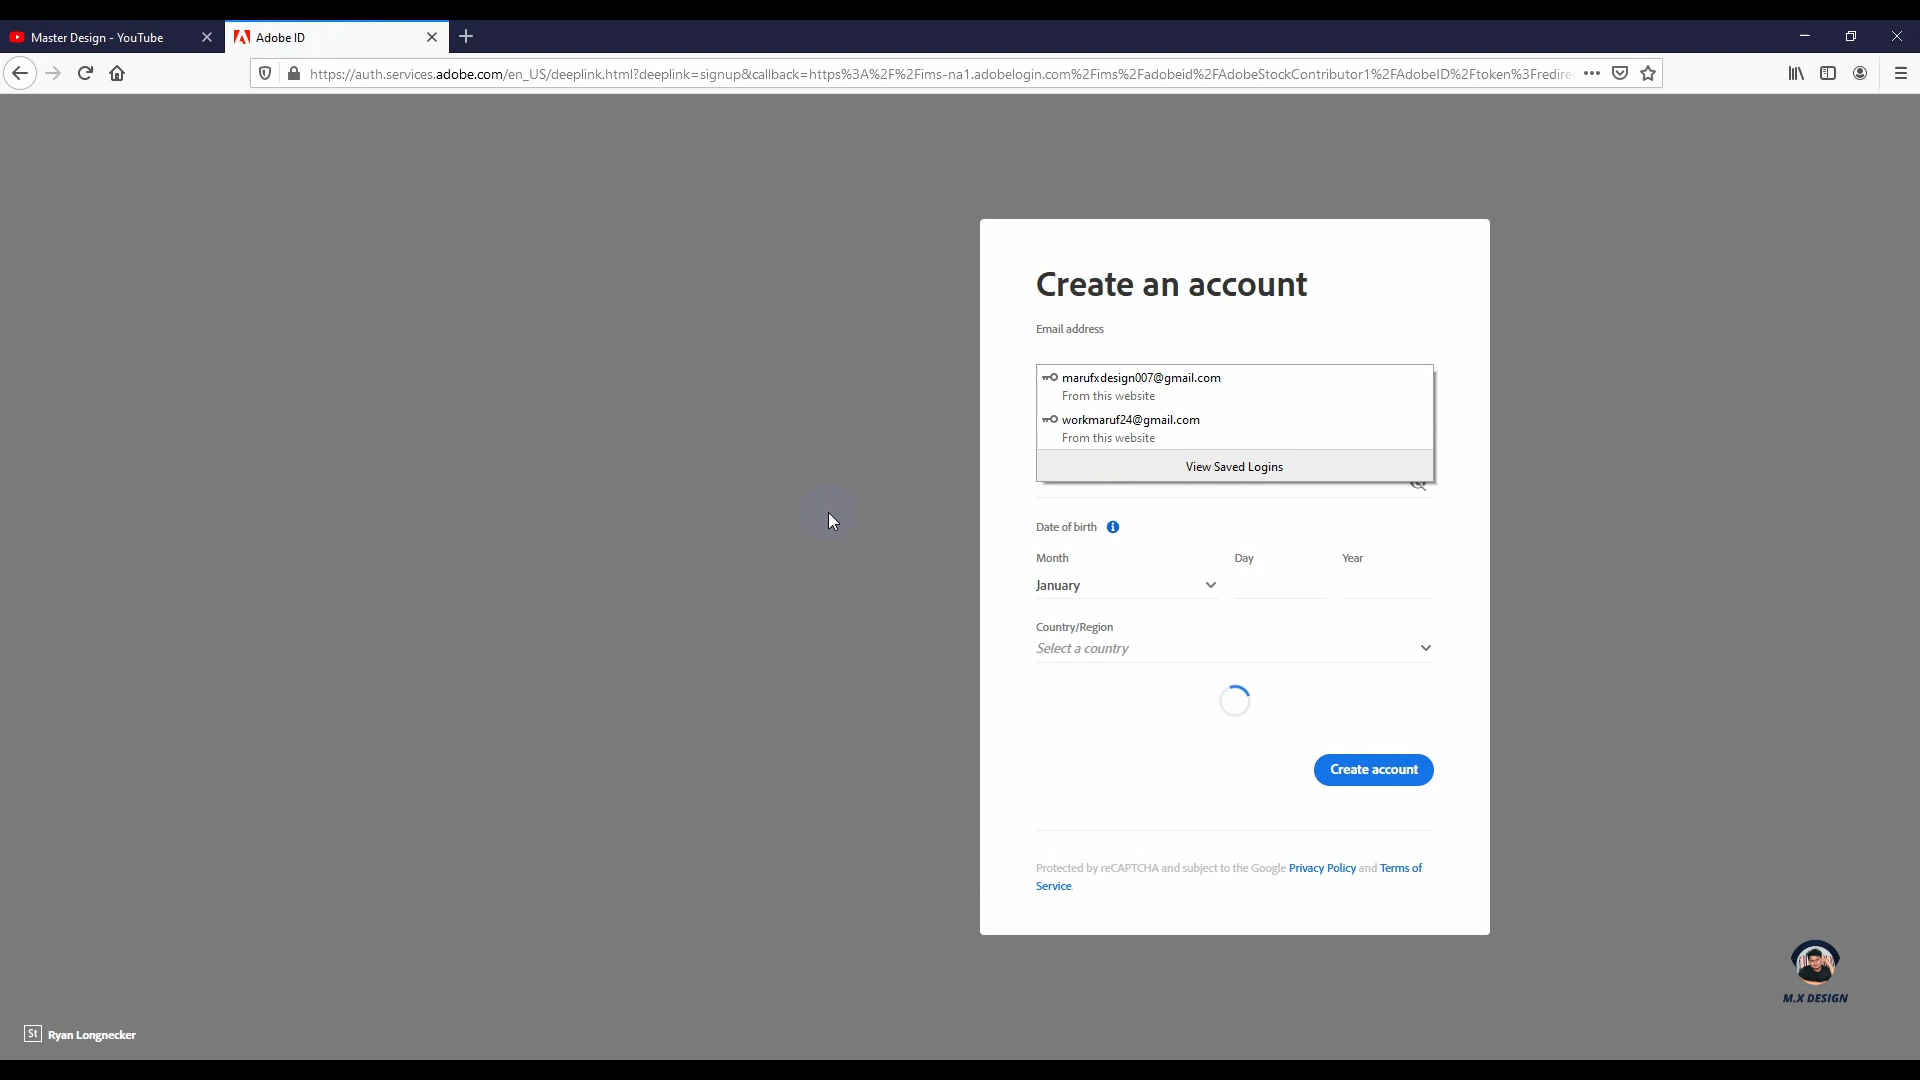 Master Design - YouTube
Adobe ID
https://auth.services.adobe.com/en_US/deeplink.html?deeplink=signup&callback=https%3A%2F%2Fims-na1.adobelogin.com%2Fims%2Fadobeid%2FAdobeStockContributor1%2FAdobeID%2Ftoken%3Fredire
Create an account
Email address
marufxdesign007@gmail.com
From this website
workmaruf24@gmail.com
From this website
View Saved Logins
Date of birth
Month Day Year
January
Country/Region
Select a country
Create account
Protected by reCAPTCHA and subject to the Google Privacy Policy and Terms of
Service.
M.X DESIGN
St Ryan Longnecker